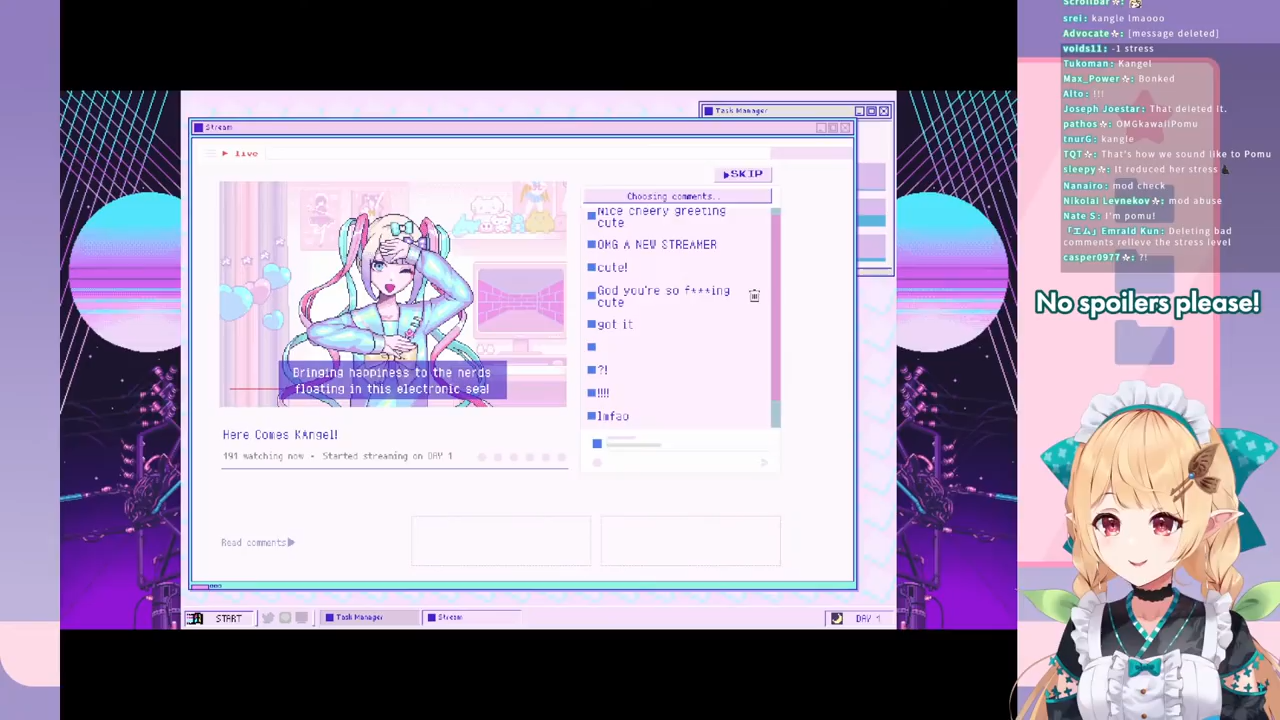 Task Manager
Stream
live
SKIP
Choosing comments..
Nice cheery greeting
cute
OMG A NEW STREAMER
cute!
God you're so f***ing
cute
got it
?!
!!!!
lmfao
Bringing happiness to the nerds
floating in this electronic sea!
Here Comes KAngel!
191 watching now • Started streaming on DAY 1
Read comments
START
Task Manager
Stream
DAY 1
Scrollbar:
srei: kangle lmaooo
Advocate: [message deleted]
voids11: -1 stress
Tukoman: Kangel
Max_Power: Bonked
Alto: !!!
Joseph Joestar: That deleted it.
pathos: OMGkawaiiPomu
tnurG: kangle
TQT: That's how we sound like to Pomu
sleepy: It reduced her stress
Nanairo: mod check
Nikolai Levnekov: mod abuse
Nate S: I'm pomu!
「エム」Emrald Kun: Deleting bad
comments relieve the stress level
casper0977: ?!
No spoilers please!